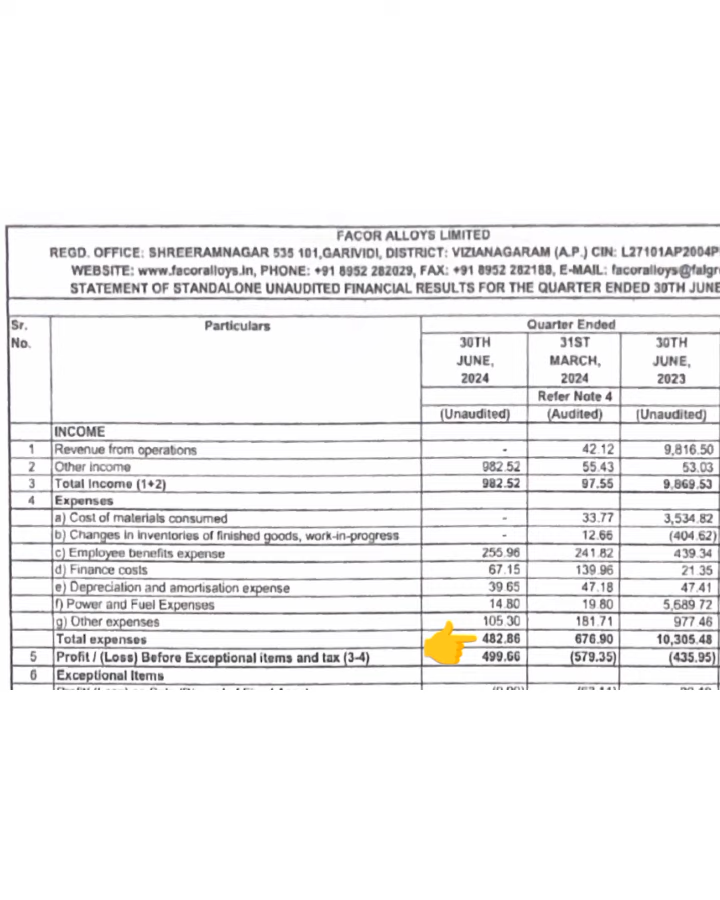 FACOR ALLOYS LIMITED
REGD. OFFICE: SHREERAMNAGAR 535 101,GARIVIDI, DISTRICT: VIZIANAGARAM (A.P.) CIN: L27101AP2004P
WEBSITE: www.facoralloys.in, PHONE: +91 8952 282029, FAX: +91 8952 282188, E-MAIL: facoralloys@falgr
STATEMENT OF STANDALONE UNAUDITED FINANCIAL RESULTS FOR THE QUARTER ENDED 30TH JUNE
Sr. No. Particulars Quarter Ended
30TH JUNE, 2024 31ST MARCH, 2024 30TH JUNE, 2023
Refer Note 4
(Unaudited) (Audited) (Unaudited)
INCOME
1 Revenue from operations - 42.12 9,816.50
2 Other income 982.52 55.43 53.03
3 Total Income (1+2) 982.52 97.55 9,869.53
4 Expenses
a) Cost of materials consumed - 33.77 3,534.82
b) Changes in inventories of finished goods, work-in-progress - 12.66 (404.62)
c) Employee benefits expense 255.96 241.82 439.34
d) Finance costs 67.15 139.96 21.35
e) Depreciation and amortisation expense 39.65 47.18 47.41
f) Power and Fuel Expenses 14.80 19.80 5,689.72
g) Other expenses 105.30 181.71 977.46
Total expenses 482.86 676.90 10,305.48
5 Profit / (Loss) Before Exceptional items and tax (3-4) 499.66 (579.35) (435.95)
6 Exceptional Items